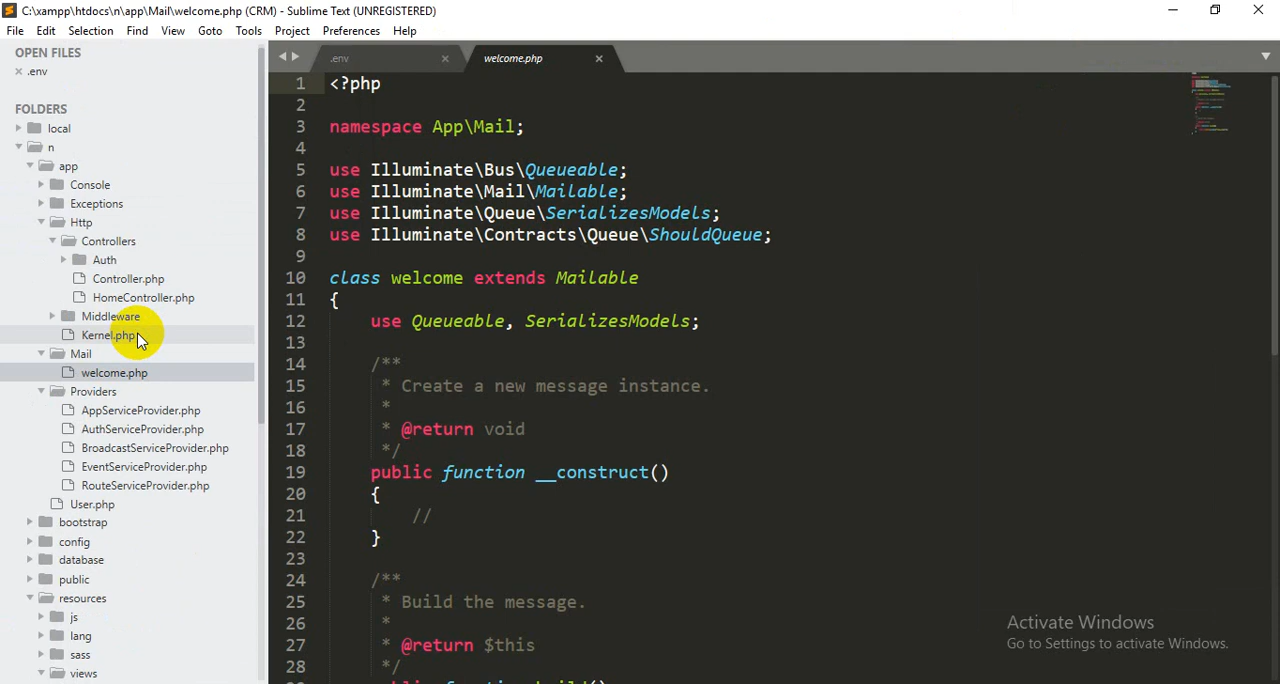 C:\xampp\htdocs\n\app\Mail\welcome.php (CRM) - Sublime Text (UNREGISTERED)
File Edit Selection Find View Goto Tools Project Preferences Help
OPEN FILES
.env
FOLDERS
local
n
app
Console
Exceptions
Http
Controllers
Auth
Controller.php
HomeController.php
Middleware
Kernel.php
Mail
welcome.php
Providers
AppServiceProvider.php
AuthServiceProvider.php
BroadcastServiceProvider.php
EventServiceProvider.php
RouteServiceProvider.php
User.php
bootstrap
config
database
public
resources
js
lang
sass
views
.env welcome.php
1 <?php
2
3 namespace App\Mail;
4
5 use Illuminate\Bus\Queueable;
6 use Illuminate\Mail\Mailable;
7 use Illuminate\Queue\SerializesModels;
8 use Illuminate\Contracts\Queue\ShouldQueue;
9
10 class welcome extends Mailable
11 {
12 use Queueable, SerializesModels;
13
14 /**
15 * Create a new message instance.
16 *
17 * @return void
18 */
19 public function __construct()
20 {
21 //
22 }
23
24 /**
25 * Build the message.
26 *
27 * @return $this
28 */
Activate Windows
Go to Settings to activate Windows.